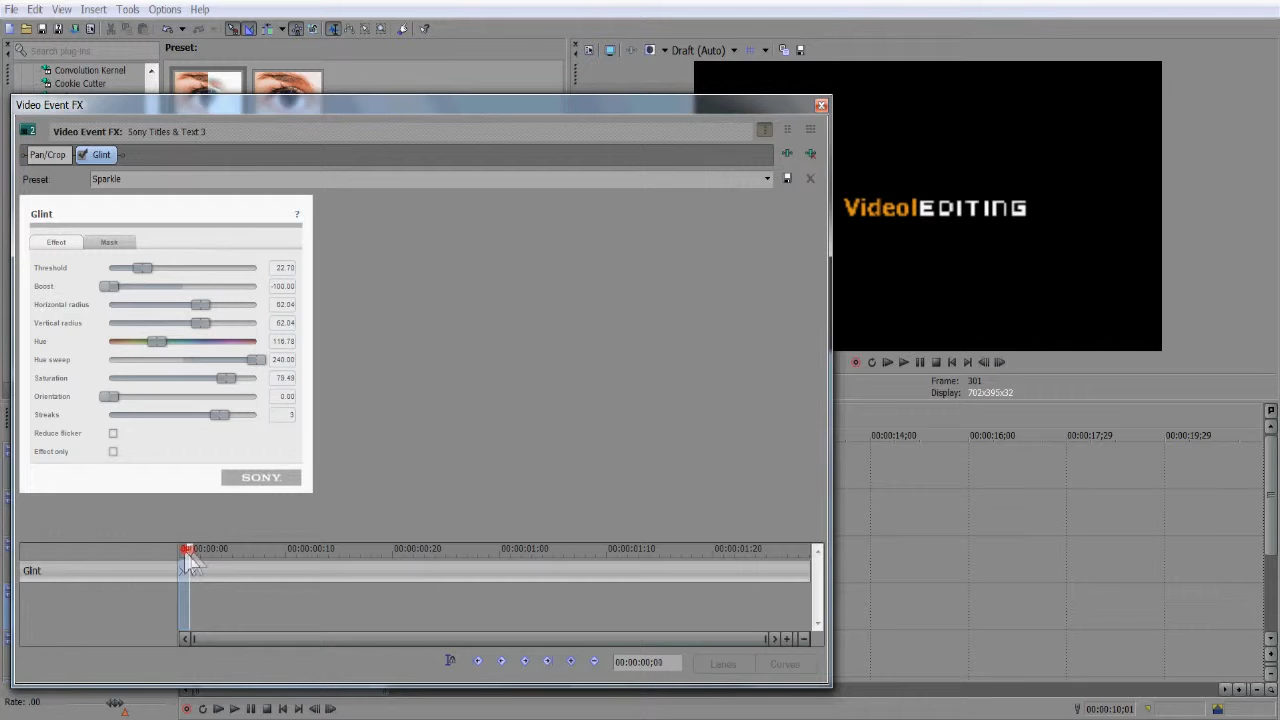 File Edit View Insert Tools Options Help
Search plug-ins
Preset:
Draft (Auto)
Convolution Kernel
Cookie Cutter
Video Event FX
Video Event FX: Sony Titles & Text 3
Pan/Crop Glint
Preset: Sparkle
VideoIEDITING
Glint ?
Effect Mask
Threshold 22.70
Boost -100.00
Horizontal radius 62.04
Vertical radius 62.04
Hue 116.78
Hue sweep 240.00
Saturation 79.49
Orientation 0.00
Streaks 3
Reduce flicker
Effect only
SONY
Frame: 301
Display: 702x395x32
00:00:14;00 00:00:16;00 00:00:17;29 00:00:19;29
00:00:00 00:00:00:10 00:00:00:20 00:00:01:00 00:00:01:10 00:00:01:20
Glint
00:00:00;00
Lanes Curves
Rate: .00
00:00:10;01